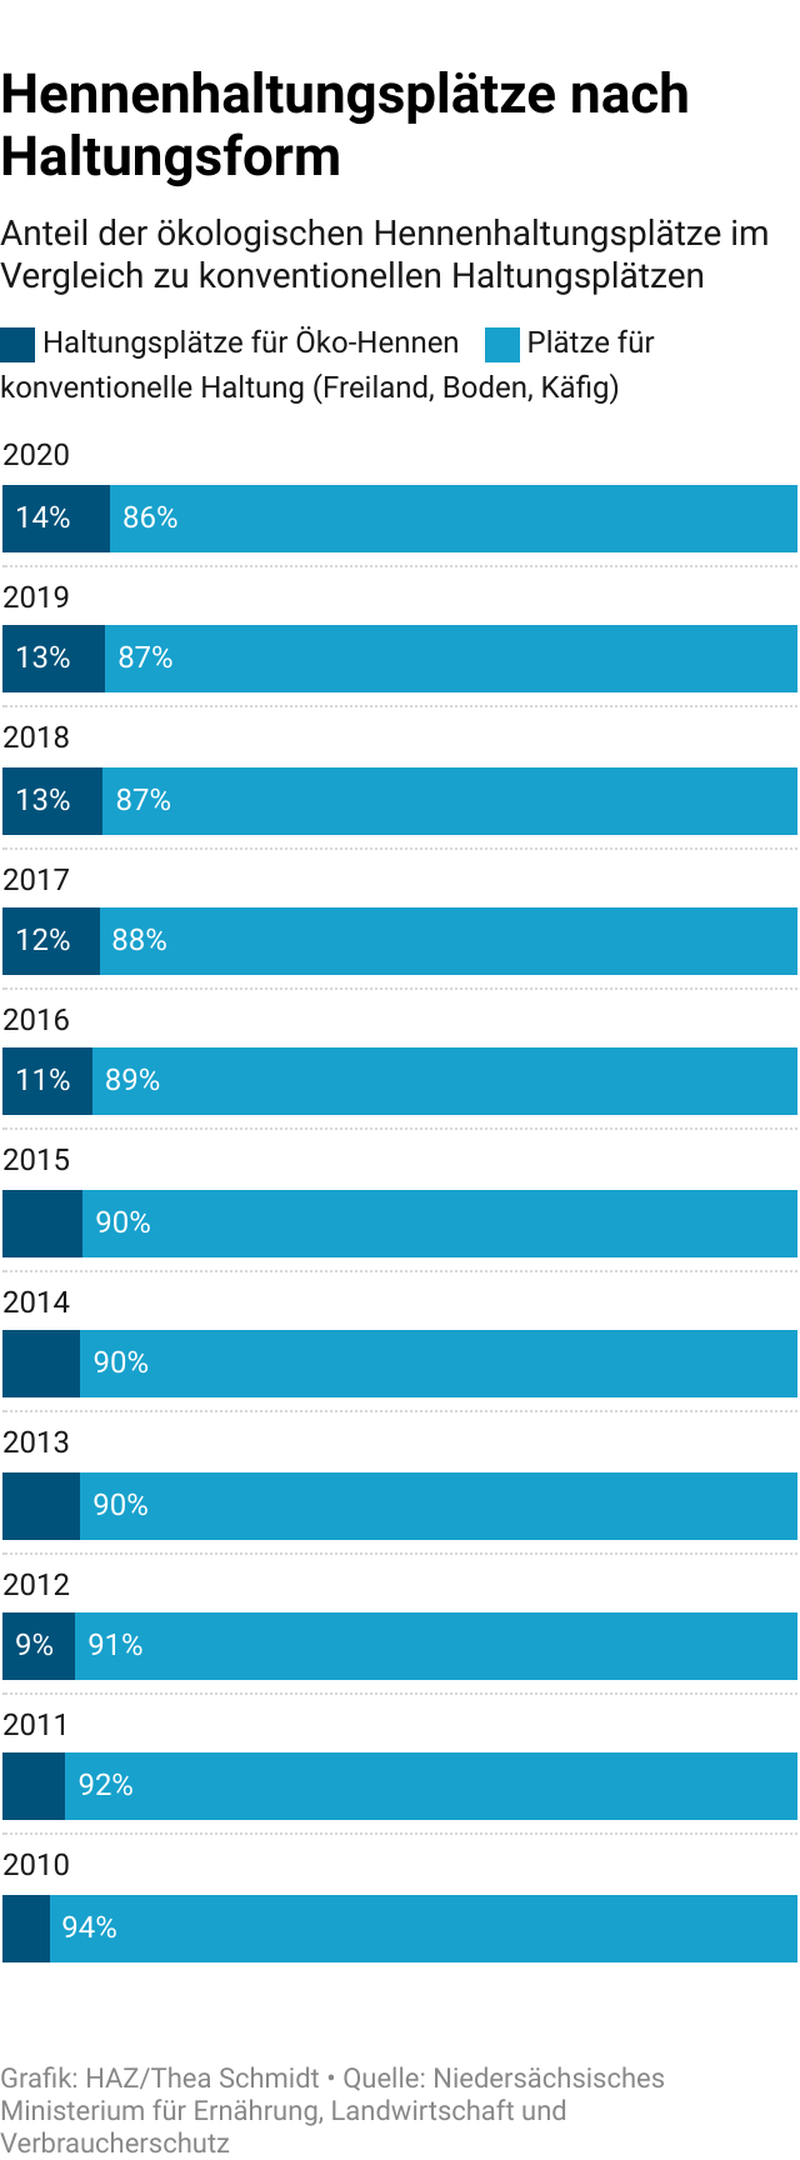 Hennenhaltungsplätze nach
Haltungsform
Anteil der ökologischen Hennenhaltungsplätze im
Vergleich zu konventionellen Haltungsplätzen
Haltungsplätze für Öko-Hennen Plätze für
konventionelle Haltung (Freiland, Boden, Käfig)
2020
14% 86%
2019
13% 87%
2018
13% 87%
2017
12% 88%
2016
11% 89%
2015
90%
2014
90%
2013
90%
2012
9% 91%
2011
92%
2010
94%
Grafik: HAZ/Thea Schmidt • Quelle: Niedersächsisches
Ministerium für Ernährung, Landwirtschaft und
Verbraucherschutz